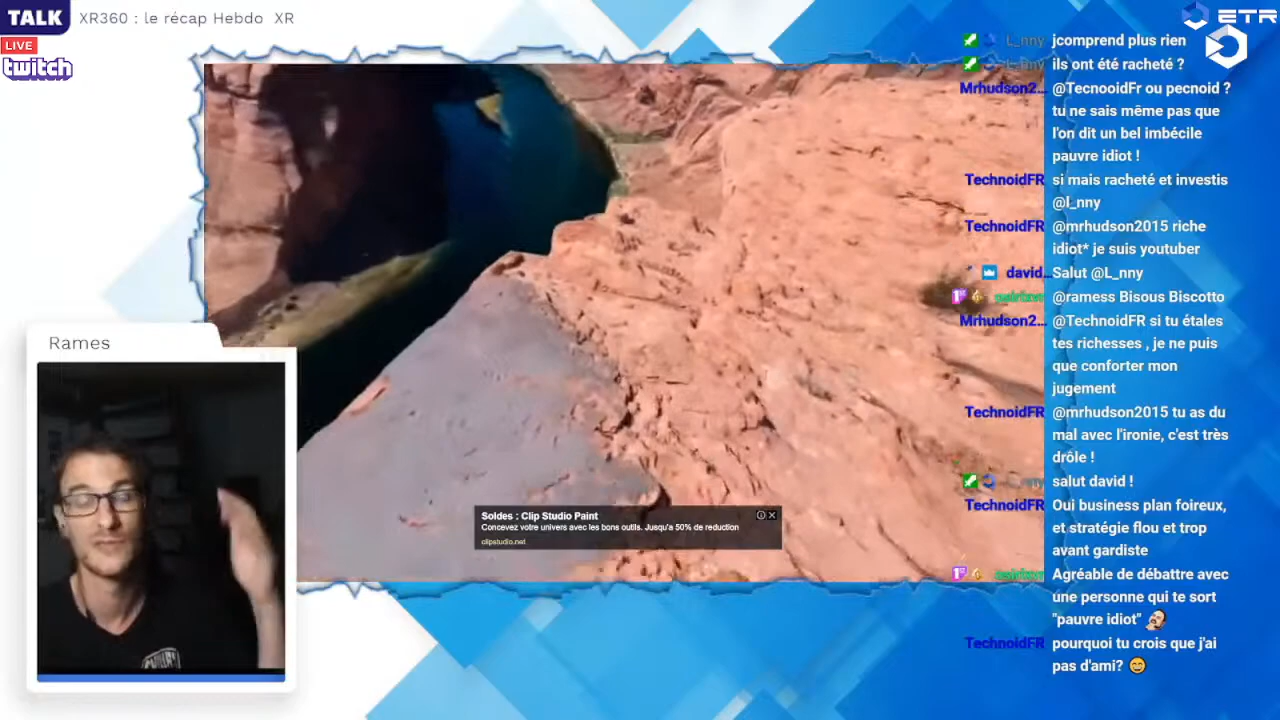 TALK
XR360 : le récap Hebdo XR
LIVE
twitch
ETR
L_nny jcomprend plus rien
ils ont été racheté ?
Mrhudson2... @TecnooidFr ou pecnoid ?
tu ne sais même pas que
l'on dit un bel imbécile
pauvre idiot !
TechnoidFR si mais racheté et investis
@l_nny
TechnoidFR @mrhudson2015 riche
idiot* je suis youtuber
david... Salut @L_nny
@ramess Bisous Biscotto
Mrhudson2... @TechnoidFR si tu étales
tes richesses , je ne puis
que conforter mon
jugement
TechnoidFR @mrhudson2015 tu as du
mal avec l'ironie, c'est très
drôle !
salut david !
TechnoidFR Oui business plan foireux,
et stratégie flou et trop
avant gardiste
Agréable de débattre avec
une personne qui te sort
"pauvre idiot"
TechnoidFR pourquoi tu crois que j'ai
pas d'ami?
Rames
Soldes : Clip Studio Paint
Concevez votre univers avec les bons outils. Jusqu'a 50% de reduction
clipstudio.net